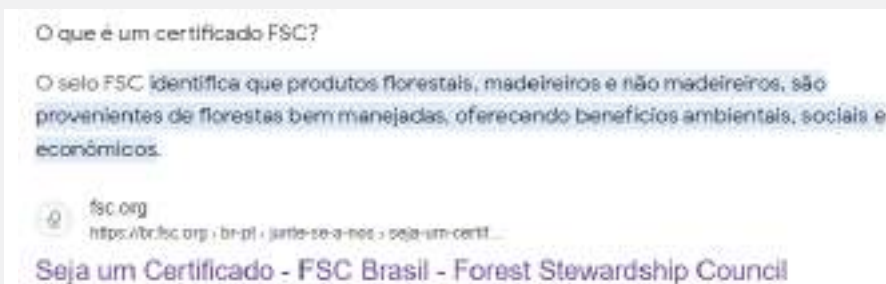 O que é um certificado FSC?
O selo FSC identifica que produtos florestais, madeireiros e não madeireiros, são
provenientes de florestas bem manejadas, oferecendo benefícios ambientais, sociais e
econômicos.
fsc.org
https://br.fsc.org › br-pt › junte-se-a-nos › seja-um-certif...
Seja um Certificado - FSC Brasil - Forest Stewardship Council